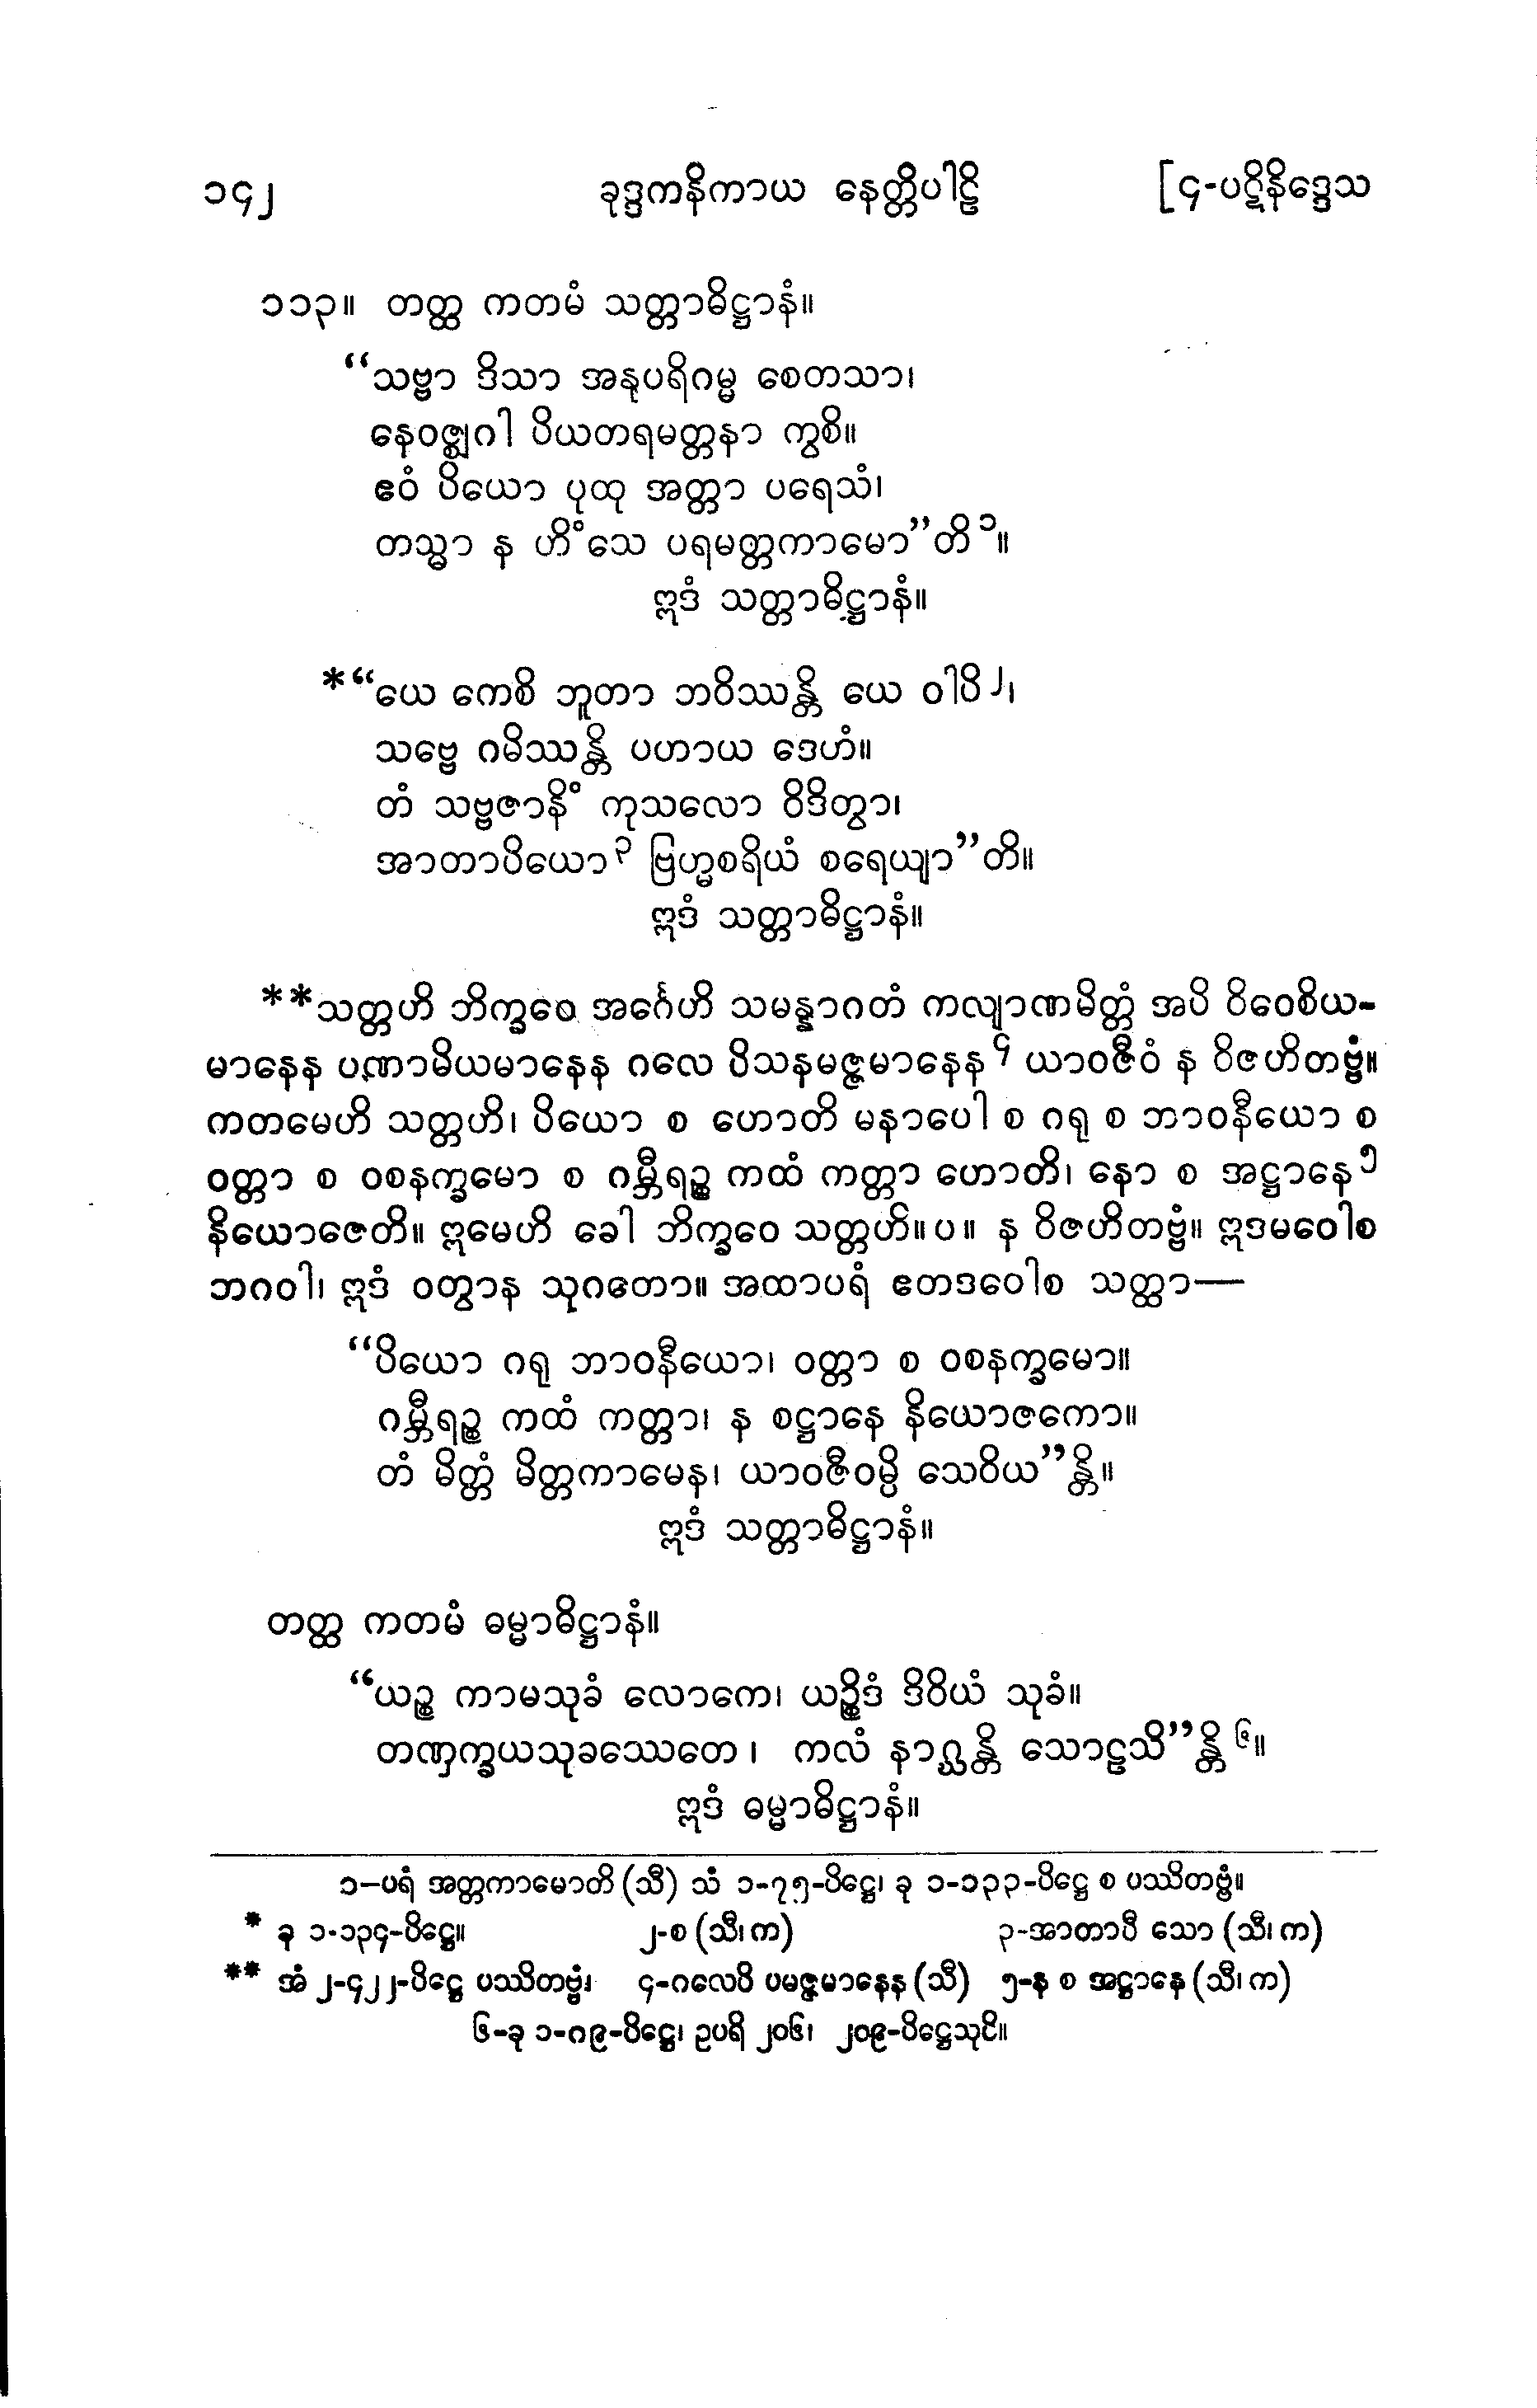 ၁၄၂ ခုဒ္ဒကနိကာယ နေတ္တိပါဠိ [၄-ပဋိနိဒ္ဒေသ
၁၁၃။ တတ္ထ ကတမံ သတ္တာဓိဋ္ဌာနံ။
“သဗ္ဗာ ဒိသာ အနုပရိဂမ္မ စေတသာ၊
နေဝဇ္ဈဂါ ပိယတရမတ္တနာ ကွစိ။
ဧဝံ ပိယော ပုထု အတ္တာ ပရေသံ၊
တသ္မာ န ဟိံသေ ပရမတ္တကာမော”တိ ၁။
ဣဒံ သတ္တာဓိဋ္ဌာနံ။
*“ယေ ကေစိ ဘူတာ ဘဝိဿန္တိ ယေ ဝါပိ ၂၊
သဗ္ဗေ ဂမိဿန္တိ ပဟာယ ဒေဟံ။
တံ သဗ္ဗဇာနိံ ကုသလော ဝိဒိတွာ၊
အာတာပိယော ၃ ဗြဟ္မစရိယံ စရေယျာ”တိ။
ဣဒံ သတ္တာဓိဋ္ဌာနံ။
**သတ္တဟိ ဘိက္ခဝေ အင်္ဂေဟိ သမန္နာဂတံ ကလျာဏမိတ္တံ အပိ ဝိဝေစိယ-
မာနေန ပဏာမိယမာနေန ဂလေ ပိသနမဇ္ဇမာနေန ၄ ယာဝဇီဝံ န ဝိဇဟိတဗ္ဗံ။
ကတမေဟိ သတ္တဟိ၊ ပိယော စ ဟောတိ မနာပေါ စ ဂရု စ ဘာဝနီယော စ
ဝတ္တာ စ ဝစနက္ခမော စ ဂမ္ဘီရဉ္စ ကထံ ကတ္တာ ဟောတိ၊ နော စ အဋ္ဌာနေ ၅
နိယောဇေတိ။ ဣမေဟိ ခေါ ဘိက္ခဝေ သတ္တဟိ။ပ။ န ဝိဇဟိတဗ္ဗံ။ ဣဒမဝေါစ
ဘဂဝါ၊ ဣဒံ ဝတွာန သုဂတော။ အထာပရံ ဧတဒဝေါစ သတ္ထာ—
“ပိယော ဂရု ဘာဝနီယော၊ ဝတ္တာ စ ဝစနက္ခမော။
ဂမ္ဘီရဉ္စ ကထံ ကတ္တာ၊ န စဋ္ဌာနေ နိယောဇကော။
တံ မိတ္တံ မိတ္တကာမေန၊ ယာဝဇီဝမ္ပိ သေဝိယ”န္တိ။
ဣဒံ သတ္တာဓိဋ္ဌာနံ။
တတ္ထ ကတမံ ဓမ္မာဓိဋ္ဌာနံ။
“ယဉ္စ ကာမသုခံ လောကေ၊ ယဉ္စိဒံ ဒိဝိယံ သုခံ။
တဏှက္ခယသုခဿေတေ၊ ကလံ နာဂ္ဃန္တိ သောဠသိ”န္တိ ၆။
ဣဒံ ဓမ္မာဓိဋ္ဌာနံ။
၁–ပရံ အတ္တကာမောတိ (သီ) သံ ၁-၇၅-ပိဋ္ဌေ၊ ခု ၁-၁၃၃-ပိဋ္ဌေ စ ပဿိတဗ္ဗံ။
* ခု ၁-၁၃၄-ပိဋ္ဌေ။ ၂-စ (သီ၊ က) ၃-အာတာပီ သော (သီ၊ က)
** အံ ၂-၄၂၂-ပိဋ္ဌေ ပဿိတဗ္ဗံ၊ ၄-ဂလေပိ ပမဇ္ဇမာနေန (သီ) ၅-န စ အဋ္ဌာနေ (သီ၊ က)
၆-ခု ၁-၈၉-ပိဋ္ဌေ၊ ဥပရိ ၂၀၆၊ ၂၀၉-ပိဋ္ဌေသုပိ။